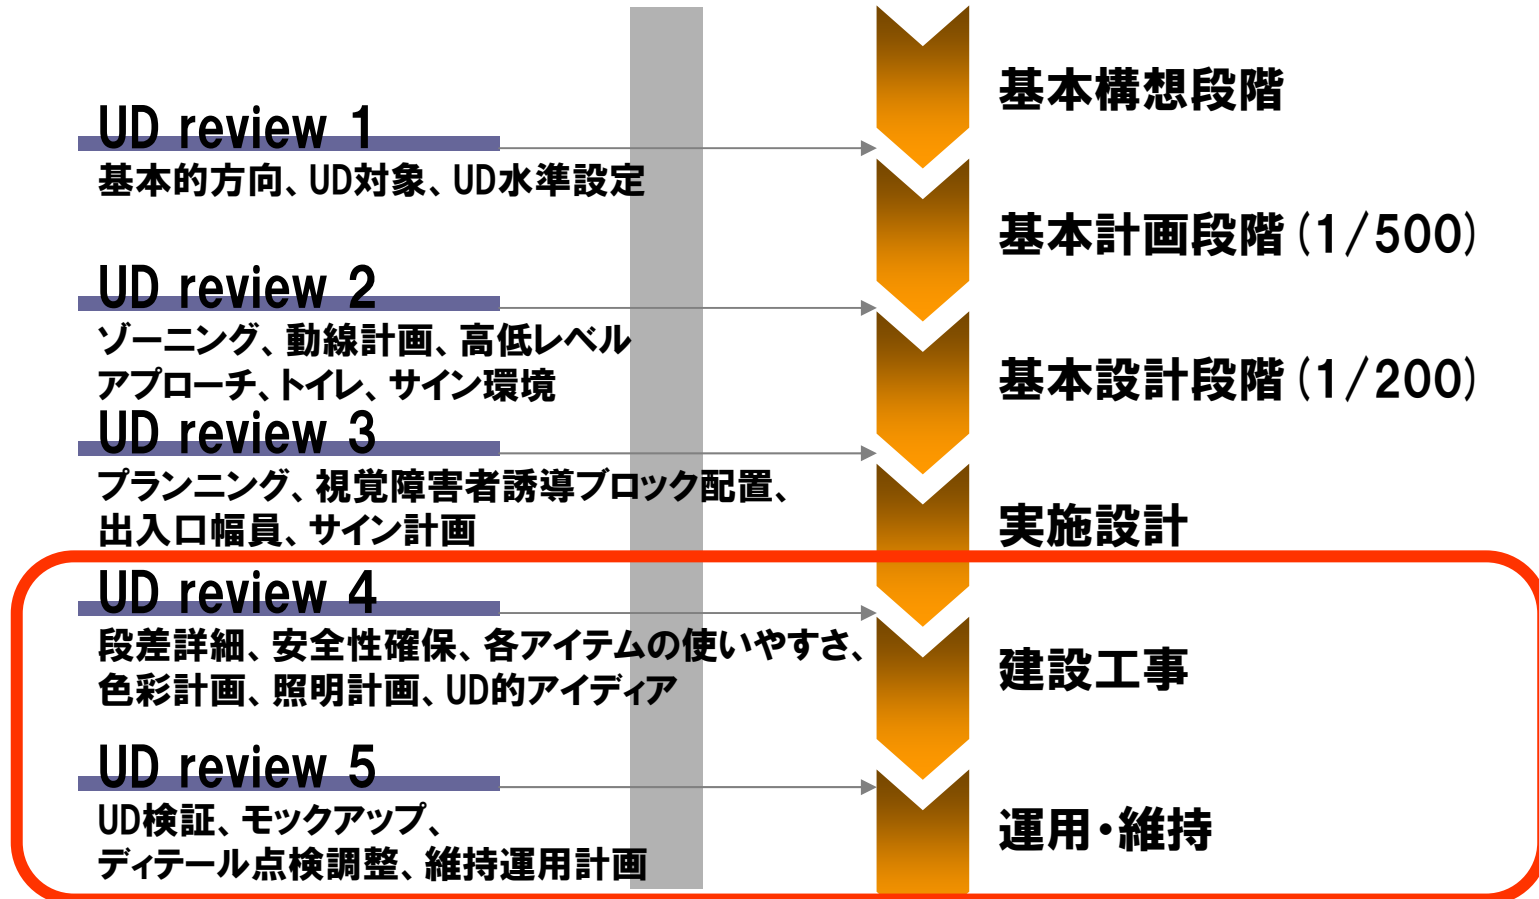 基本構想段階
UD review 1
基本的方向、UD対象、UD水準設定
基本計画段階(1/500)
UD review 2
ゾーニング、動線計画、高低レベル
アプローチ、トイレ、サイン環境
基本設計段階(1/200)
UD review 3
プランニング、視覚障害者誘導ブロック配置、
出入口幅員、サイン計画
実施設計
UD review 4
段差詳細、安全性確保、各アイテムの使いやすさ、
色彩計画、照明計画、UD的アイディア
建設工事
UD review 5
UD検証、モックアップ、
ディテール点検調整、維持運用計画
運用・維持